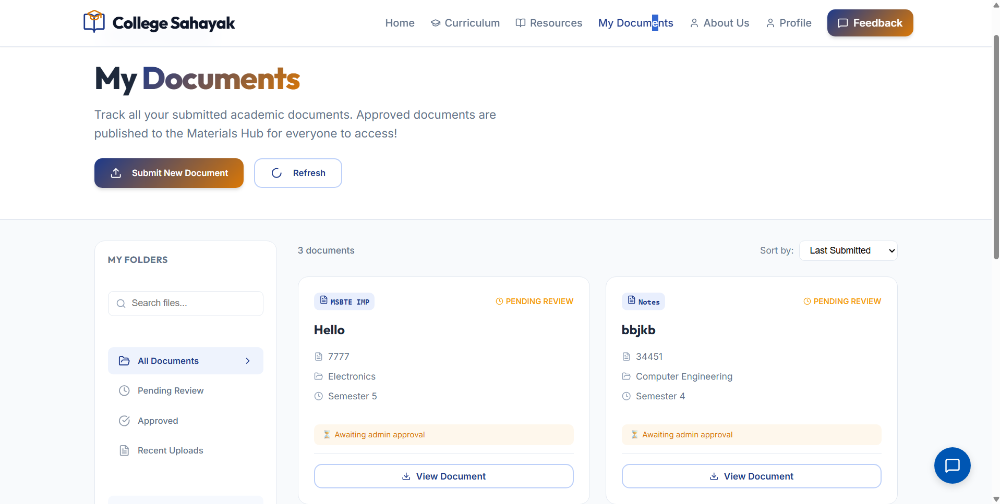 College Sahayak
Home Curriculum Resources My Documents About Us Profile Feedback
My Documents
Track all your submitted academic documents. Approved documents are
published to the Materials Hub for everyone to access!
Submit New Document Refresh
MY FOLDERS
Search files...
All Documents
Pending Review
Approved
Recent Uploads
3 documents
Sort by: Last Submitted
MSBTE IMP PENDING REVIEW
Hello
7777
Electronics
Semester 5
Awaiting admin approval
View Document
Notes PENDING REVIEW
bbjkb
34451
Computer Engineering
Semester 4
Awaiting admin approval
View Document